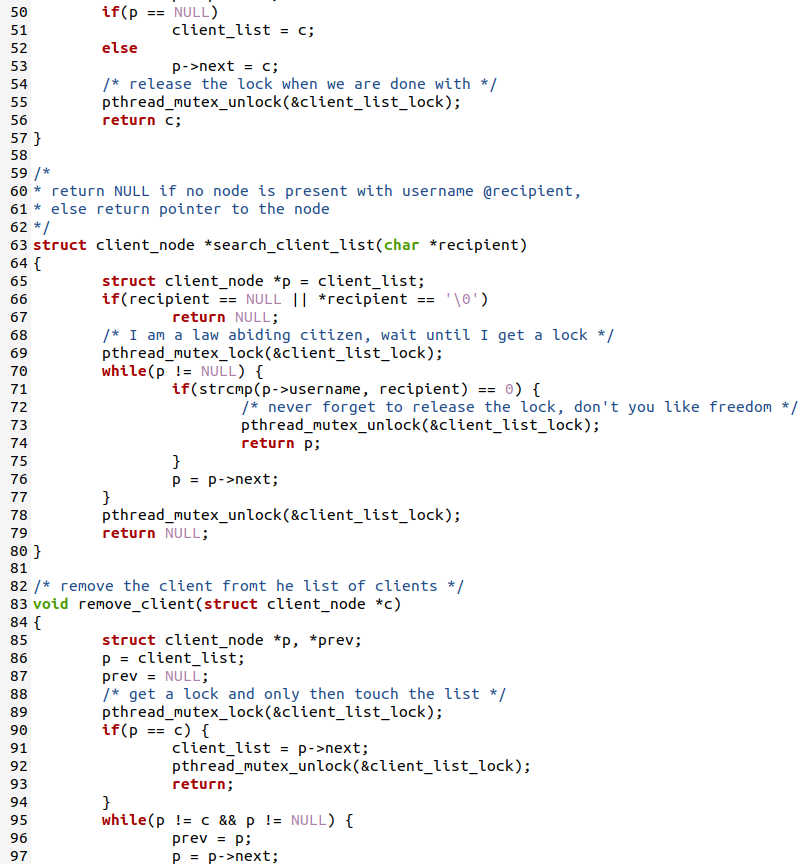 50         if(p == NULL)
51                 client_list = c;
52         else
53                 p->next = c;
54         /* release the lock when we are done with */
55         pthread_mutex_unlock(&client_list_lock);
56         return c;
57 }
58
59 /*
60 * return NULL if no node is present with username @recipient,
61 * else return pointer to the node
62 */
63 struct client_node *search_client_list(char *recipient)
64 {
65         struct client_node *p = client_list;
66         if(recipient == NULL || *recipient == '\0')
67                 return NULL;
68         /* I am a law abiding citizen, wait until I get a lock */
69         pthread_mutex_lock(&client_list_lock);
70         while(p != NULL) {
71                 if(strcmp(p->username, recipient) == 0) {
72                         /* never forget to release the lock, don't you like freedom */
73                         pthread_mutex_unlock(&client_list_lock);
74                         return p;
75                 }
76                 p = p->next;
77         }
78         pthread_mutex_unlock(&client_list_lock);
79         return NULL;
80 }
81
82 /* remove the client fromt he list of clients */
83 void remove_client(struct client_node *c)
84 {
85         struct client_node *p, *prev;
86         p = client_list;
87         prev = NULL;
88         /* get a lock and only then touch the list */
89         pthread_mutex_lock(&client_list_lock);
90         if(p == c) {
91                 client_list = p->next;
92                 pthread_mutex_unlock(&client_list_lock);
93                 return;
94         }
95         while(p != c && p != NULL) {
96                 prev = p;
97                 p = p->next;